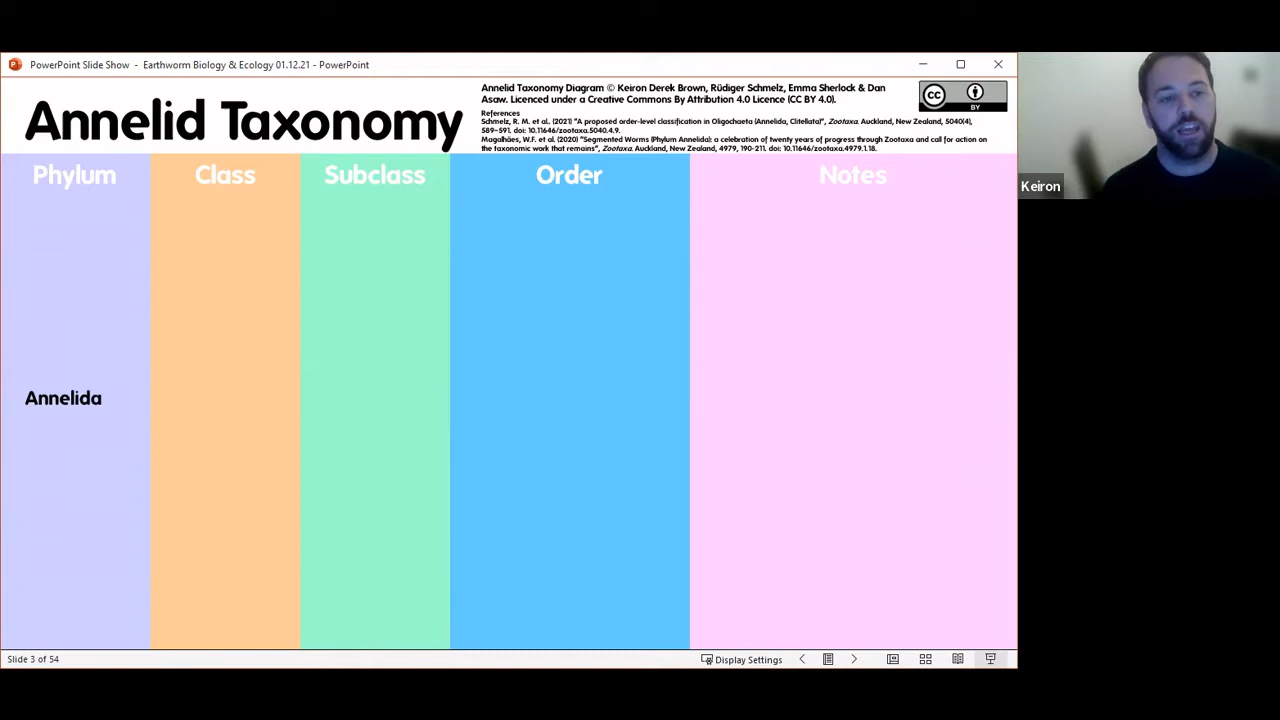 PowerPoint Slide Show - Earthworm Biology & Ecology 01.12.21 - PowerPoint
Annelid Taxonomy
Annelid Taxonomy Diagram © Keiron Derek Brown, Rüdiger Schmelz, Emma Sherlock & Dan
Asaw. Licenced under a Creative Commons By Attribution 4.0 Licence (CC BY 4.0).
References
Schmelz, R. M. et al. (2021) "A proposed order-level classification in Oligochaeta (Annelida, Clitellata)", Zootaxa. Auckland, New Zealand, 5040(4),
589–591. doi: 10.11646/zootaxa.5040.4.9.
Magalhães, W.F. et al. (2020) "Segmented Worms (Phylum Annelida): a celebration of twenty years of progress through Zootaxa and call for action on
the taxonomic work that remains", Zootaxa. Auckland, New Zealand, 4979, 190-211. doi: 10.11646/zootaxa.4979.1.18.
CC
BY
Phylum Class Subclass Order Notes
Keiron
Annelida
Slide 3 of 54
Display Settings